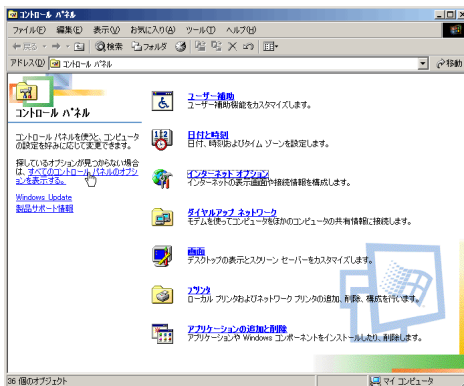 コントロール パネル
ファイル(F) 編集(E) 表示(V) お気に入り(A) ツール(T) ヘルプ(H)
戻る 検索 フォルダ
アドレス(D) コントロール パネル 移動
コントロール パネル
コントロール パネルを使うと、コンピュータ
の設定を好みに応じて変更できます。
探しているオプションが見つからない場合
は、すべてのコントロール パネルのオプシ
ョンを表示する。
Windows Update
製品サポート情報
ユーザー補助
ユーザー補助機能をカスタマイズします。
日付と時刻
日付、時刻およびタイム ゾーンを設定します。
インターネット オプション
インターネットの表示画面や接続情報を構成します。
ダイヤルアップ ネットワーク
モデムを使ってコンピュータをほかのコンピュータの共有情報に接続します。
画面
デスクトップの表示とスクリーン セーバーをカスタマイズします。
プリンタ
ローカル プリンタおよびネットワーク プリンタの追加、削除、構成を行います。
アプリケーションの追加と削除
アプリケーションや Windows コンポーネントをインストールしたり、削除します。
36 個のオブジェクト マイ コンピュータ